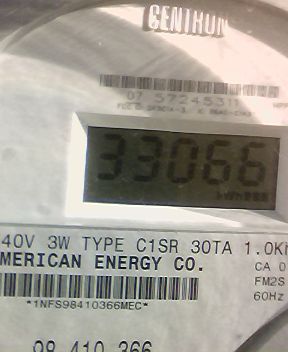 CENTRON
07 57245311
33066
kWh
40V 3W TYPE C1SR 30TA 1.0K
MERICAN ENERGY CO.
CA 0
FM2S
60Hz
*1NFS98410366MEC*
98 410 366